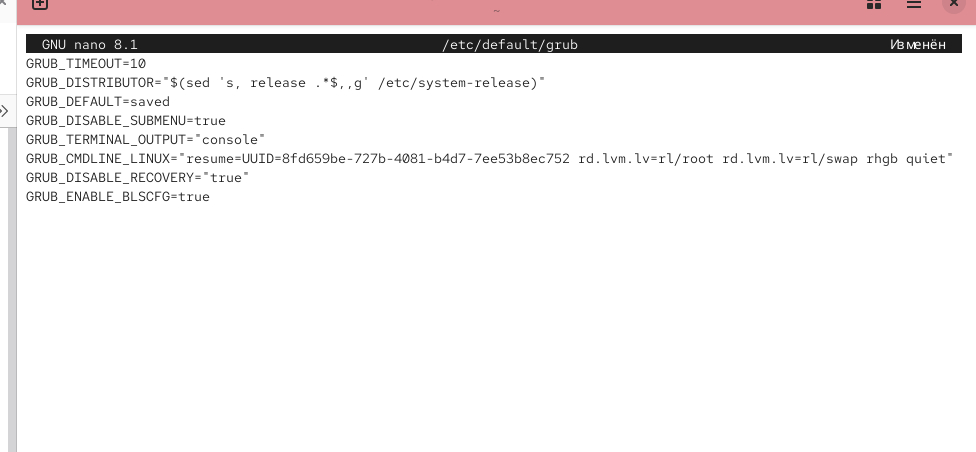 ~
GNU nano 8.1 /etc/default/grub Изменён
GRUB_TIMEOUT=10
GRUB_DISTRIBUTOR="$(sed 's, release .*$,,g' /etc/system-release)"
GRUB_DEFAULT=saved
GRUB_DISABLE_SUBMENU=true
GRUB_TERMINAL_OUTPUT="console"
GRUB_CMDLINE_LINUX="resume=UUID=8fd659be-727b-4081-b4d7-7ee53b8ec752 rd.lvm.lv=rl/root rd.lvm.lv=rl/swap rhgb quiet"
GRUB_DISABLE_RECOVERY="true"
GRUB_ENABLE_BLSCFG=true